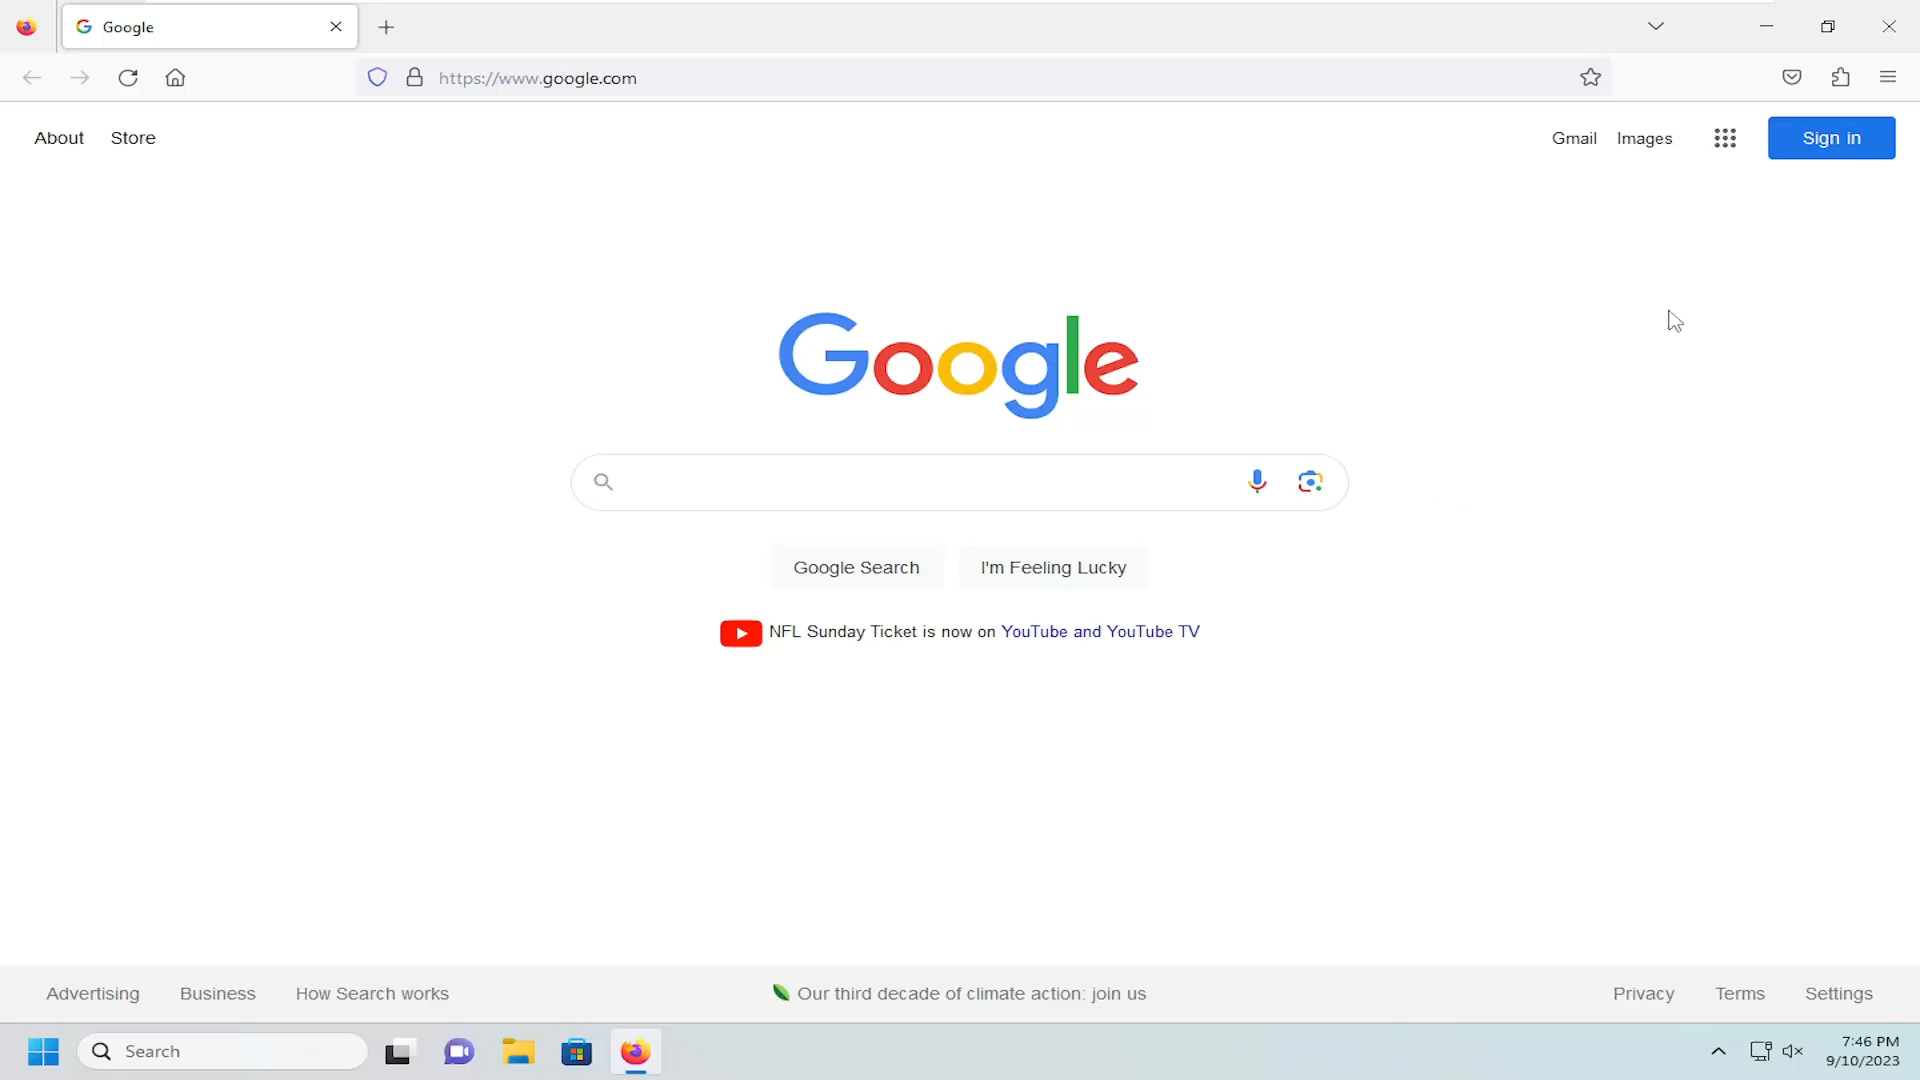 Google
https://www.google.com
About Store
Gmail Images Sign in
Google
Google Search I'm Feeling Lucky
NFL Sunday Ticket is now on YouTube and YouTube TV
Advertising Business How Search works
Our third decade of climate action: join us
Privacy Terms Settings
Search
7:46 PM
9/10/2023